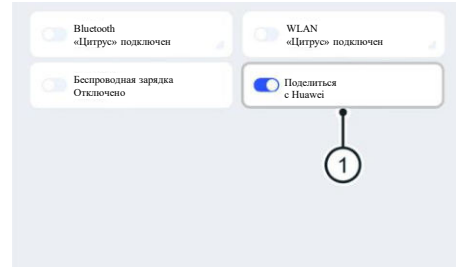 Bluetooth
«Цитрус» подключен
WLAN
«Цитрус» подключен
Беспроводная зарядка
Отключено
Поделиться
с Huawei
1